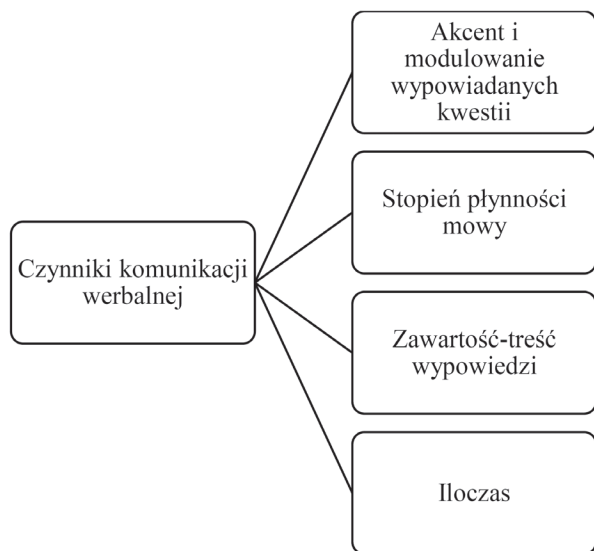 Czynniki komunikacji
werbalnej
Akcent i
modulowanie
wypowiadanych
kwestii
Stopień płynności
mowy
Zawartość-treść
wypowiedzi
Iloczas